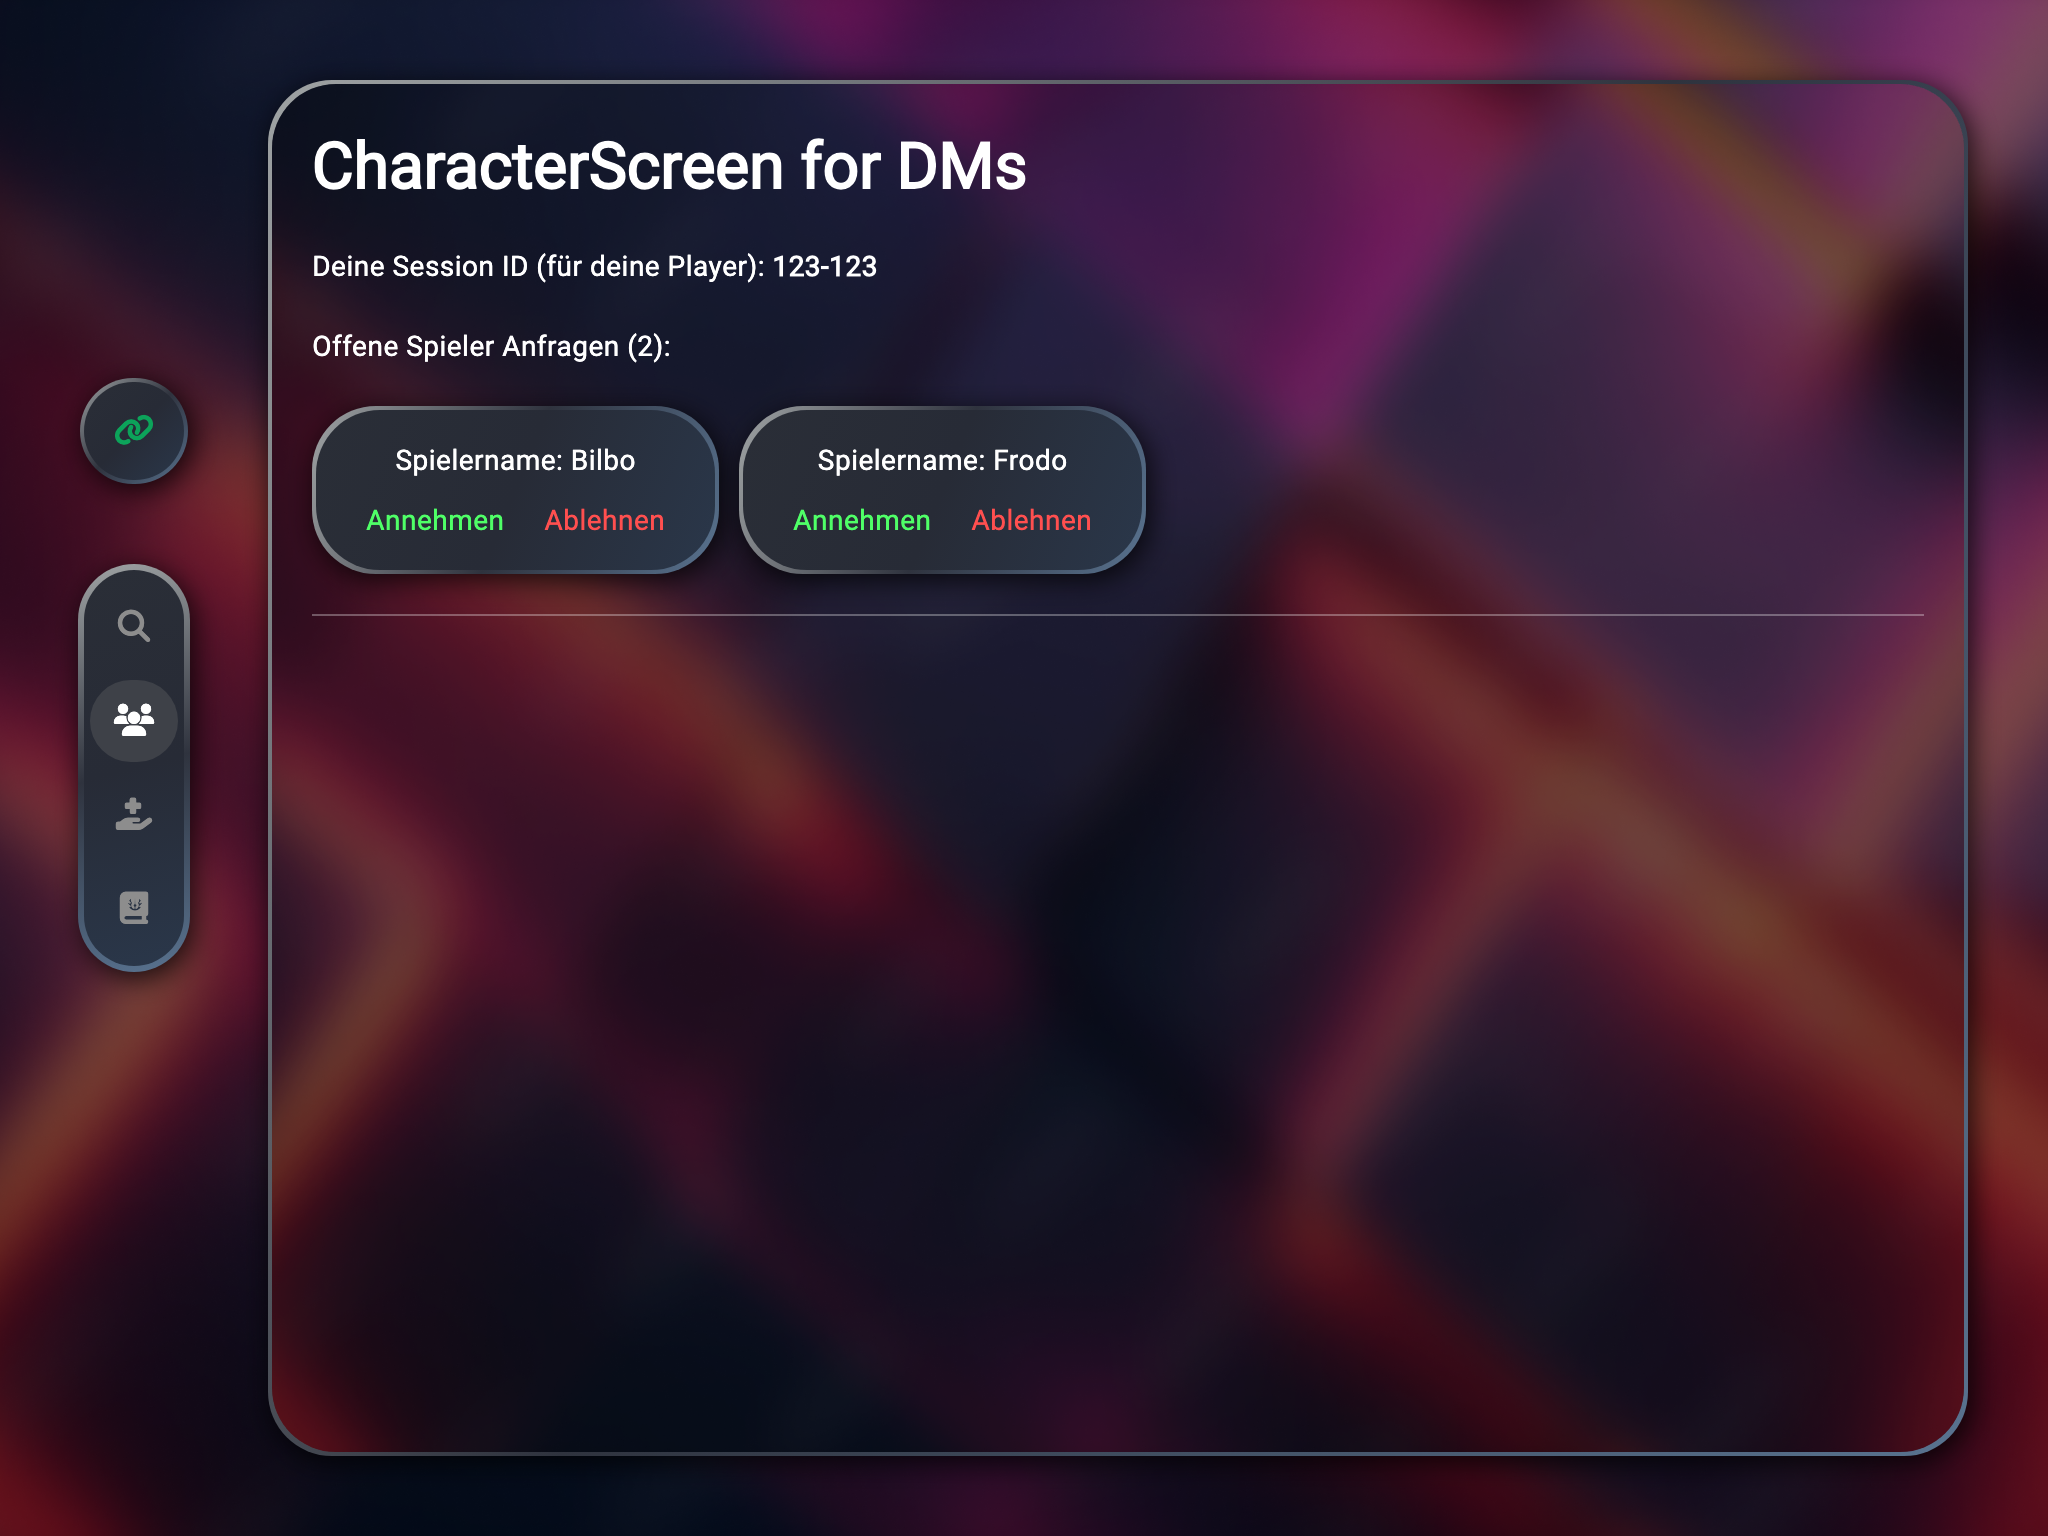 CharacterScreen for DMs
Deine Session ID (für deine Player): 123-123
Offene Spieler Anfragen (2):
Spielername: Bilbo
Annehmen Ablehnen
Spielername: Frodo
Annehmen Ablehnen